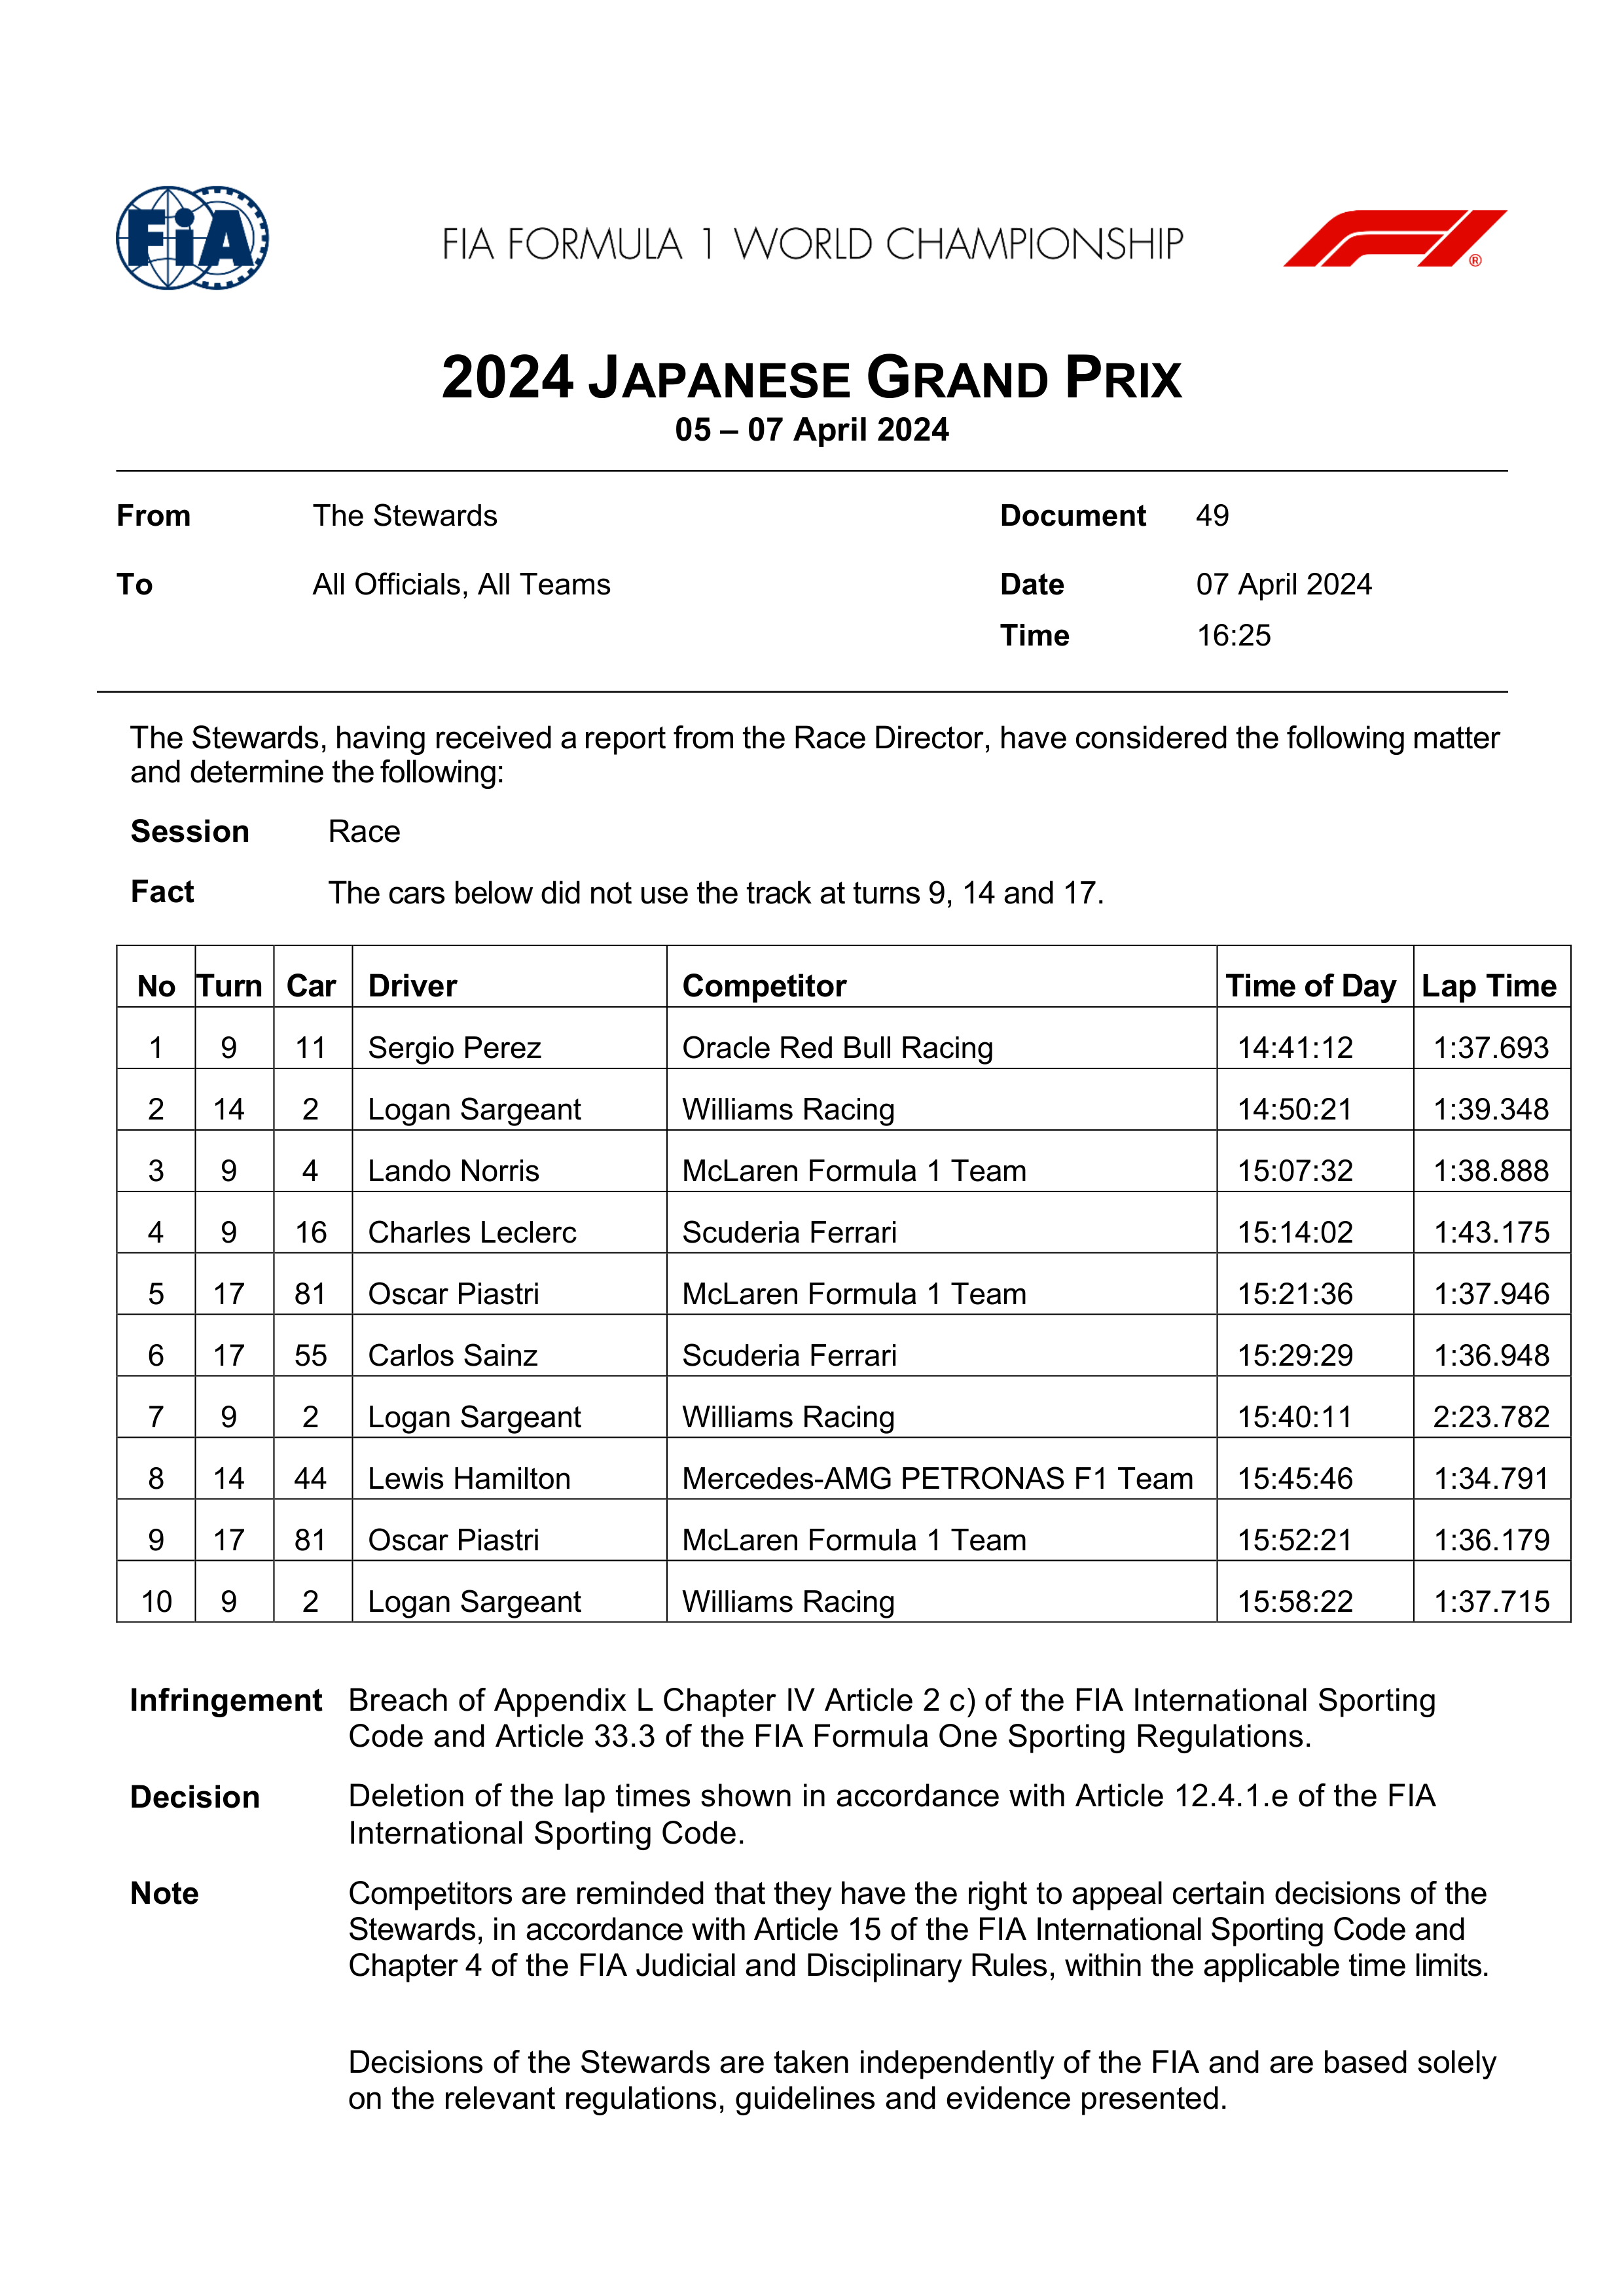 FiA
FIA FORMULA 1 WORLD CHAMPIONSHIP
F1®
2024 JAPANESE GRAND PRIX
05 – 07 April 2024
From The Stewards Document 49
To All Officials, All Teams Date 07 April 2024
Time 16:25
The Stewards, having received a report from the Race Director, have considered the following matter
and determine the following:
Session Race
Fact The cars below did not use the track at turns 9, 14 and 17.
No Turn Car Driver Competitor Time of Day Lap Time
1 9 11 Sergio Perez Oracle Red Bull Racing 14:41:12 1:37.693
2 14 2 Logan Sargeant Williams Racing 14:50:21 1:39.348
3 9 4 Lando Norris McLaren Formula 1 Team 15:07:32 1:38.888
4 9 16 Charles Leclerc Scuderia Ferrari 15:14:02 1:43.175
5 17 81 Oscar Piastri McLaren Formula 1 Team 15:21:36 1:37.946
6 17 55 Carlos Sainz Scuderia Ferrari 15:29:29 1:36.948
7 9 2 Logan Sargeant Williams Racing 15:40:11 2:23.782
8 14 44 Lewis Hamilton Mercedes-AMG PETRONAS F1 Team 15:45:46 1:34.791
9 17 81 Oscar Piastri McLaren Formula 1 Team 15:52:21 1:36.179
10 9 2 Logan Sargeant Williams Racing 15:58:22 1:37.715
Infringement Breach of Appendix L Chapter IV Article 2 c) of the FIA International Sporting
Code and Article 33.3 of the FIA Formula One Sporting Regulations.
Decision Deletion of the lap times shown in accordance with Article 12.4.1.e of the FIA
International Sporting Code.
Note Competitors are reminded that they have the right to appeal certain decisions of the
Stewards, in accordance with Article 15 of the FIA International Sporting Code and
Chapter 4 of the FIA Judicial and Disciplinary Rules, within the applicable time limits.
Decisions of the Stewards are taken independently of the FIA and are based solely
on the relevant regulations, guidelines and evidence presented.